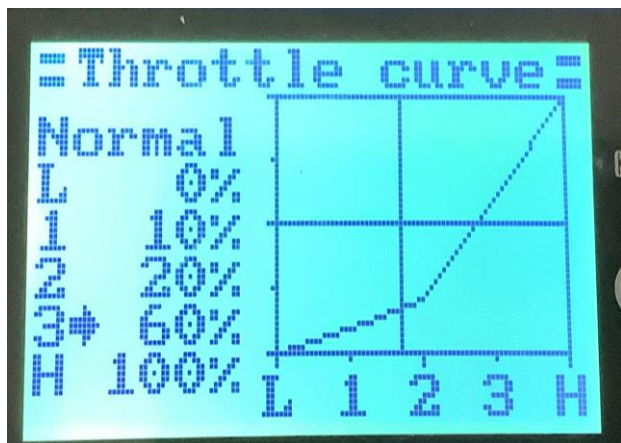 Throttle curve
Normal
L 0%
1 10%
2 20%
3 60%
H 100%
L 1 2 3 H